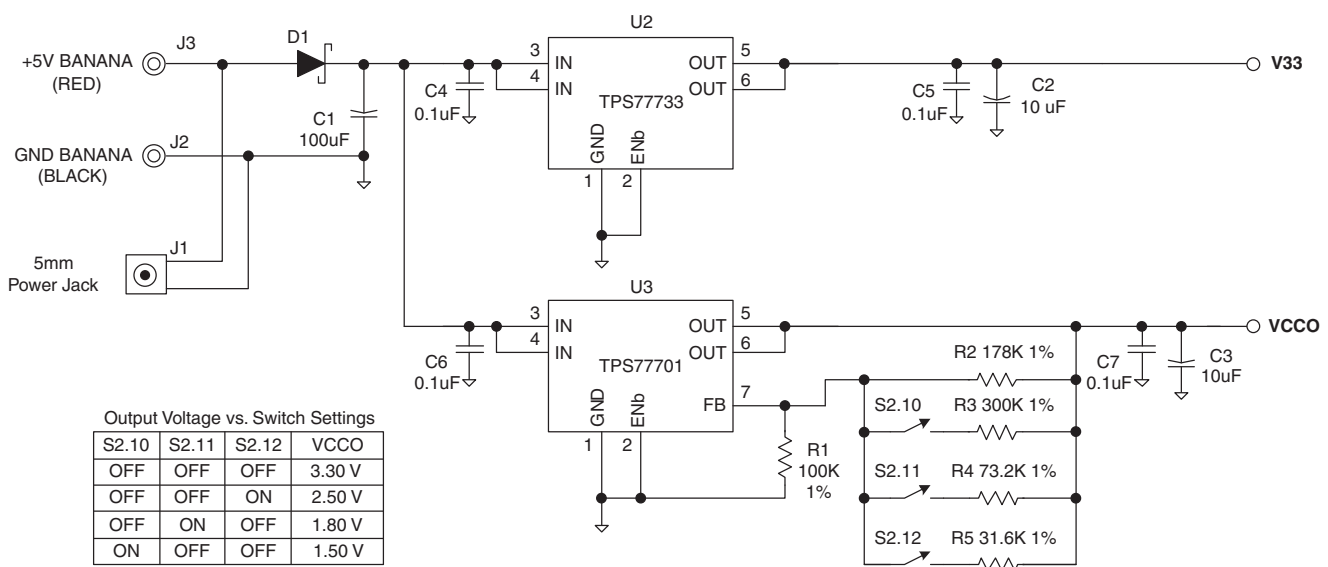 U2
J3
D1
+5V BANANA
(RED)
3
IN
4
IN
OUT
5
OUT
6
TPS77733
GND
ENb
1
2
V33
C4
0.1uF
C5
0.1uF
C2
10 uF
C1
100uF
J2
GND BANANA
(BLACK)
J1
5mm
Power Jack
U3
3
IN
4
IN
OUT
5
OUT
6
TPS77701
FB
7
GND
ENb
1
2
VCCO
C6
0.1uF
R2 178K 1%
C7
0.1uF
C3
10uF
S2.10
R3 300K 1%
R1
100K
1%
S2.11
R4 73.2K 1%
S2.12
R5 31.6K 1%
Output Voltage vs. Switch Settings
S2.10 S2.11 S2.12 VCCO
OFF OFF OFF 3.30 V
OFF OFF ON 2.50 V
OFF ON OFF 1.80 V
ON OFF OFF 1.50 V